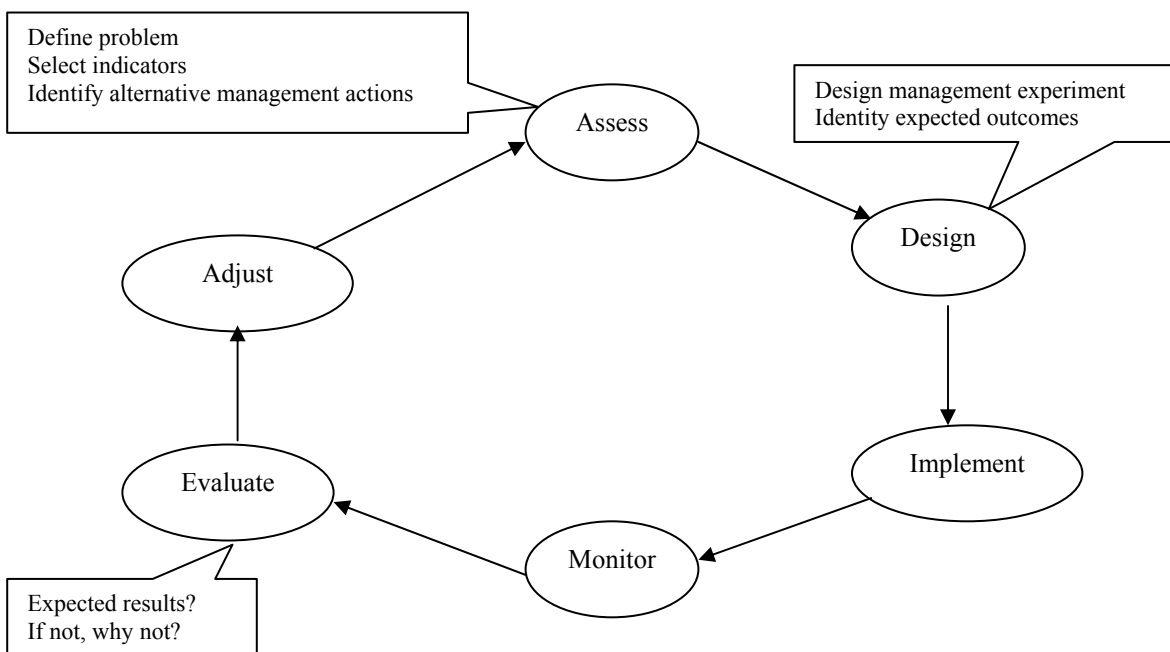 Define problem
Select indicators
Identify alternative management actions
Assess
Design management experiment
Identity expected outcomes
Design
Adjust
Implement
Evaluate
Monitor
Expected results?
If not, why not?